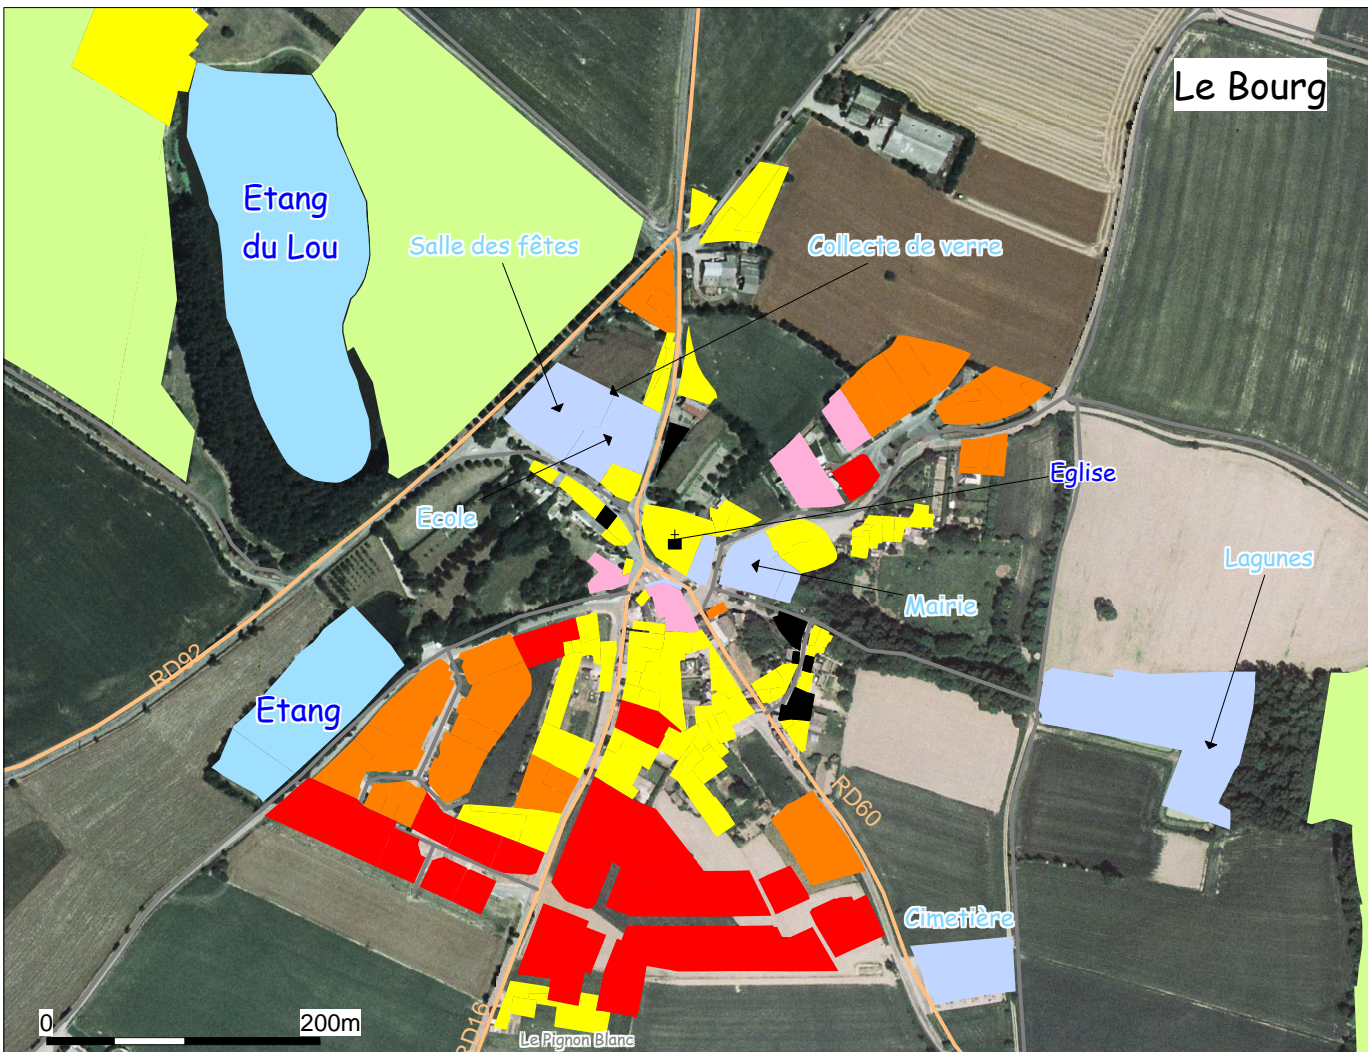 Le Bourg
Etang
du Lou
Salle des fêtes
Collecte de verre
Eglise
Ecole
Lagunes
Mairie
RD92
Etang
RD60
Cimetière
0
200m
RD16
Le Pignon Blanc